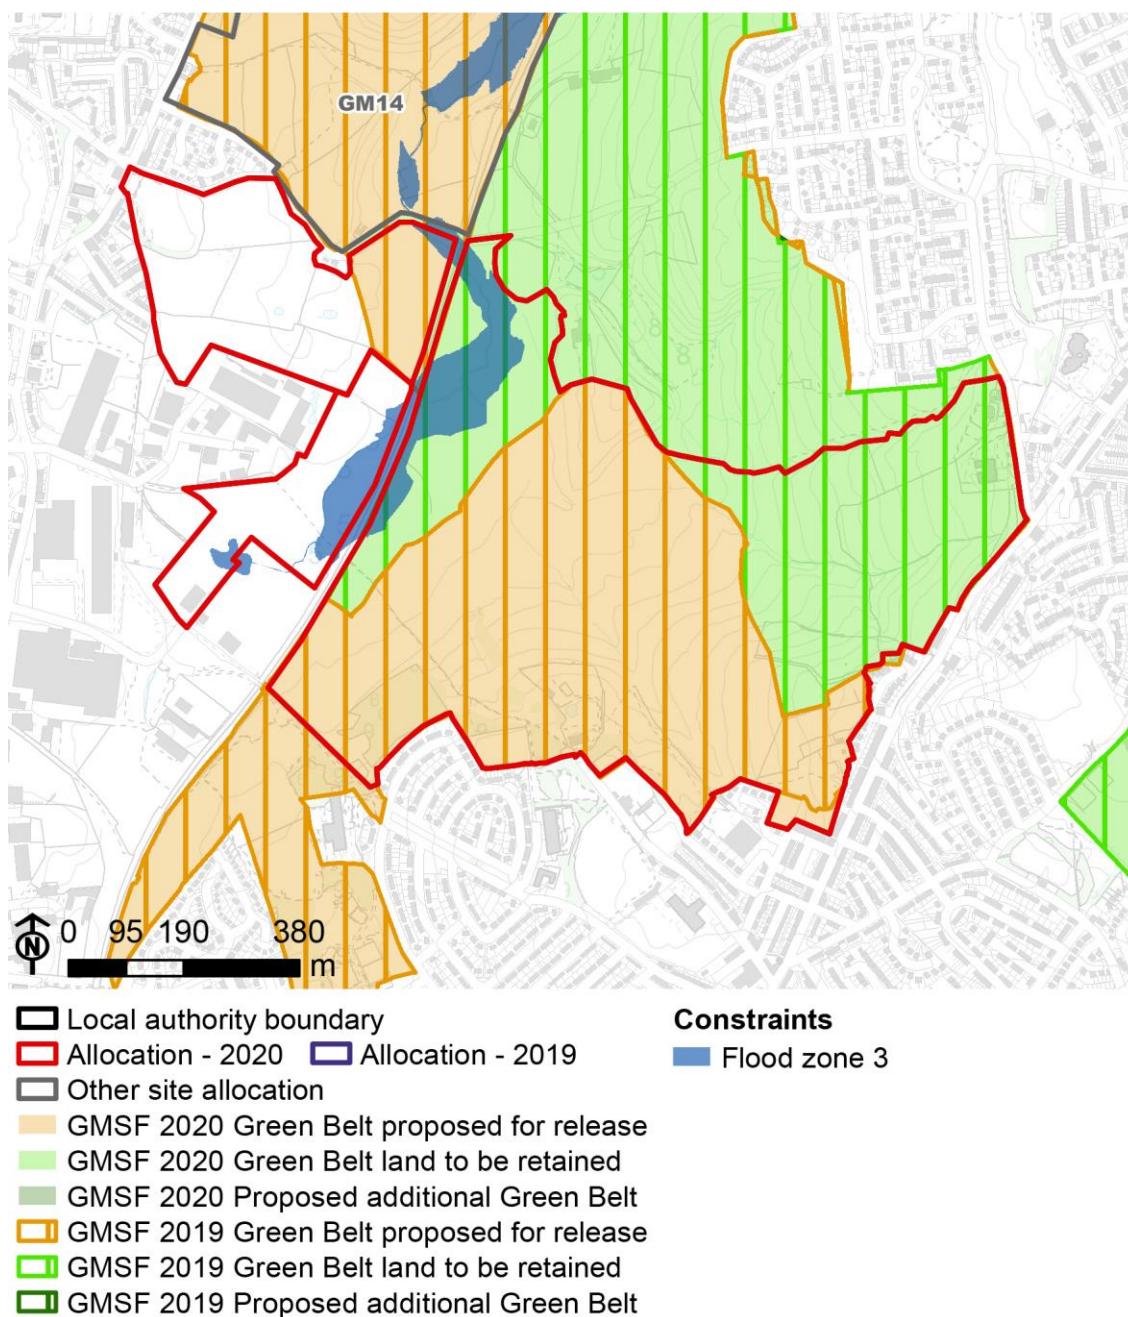 GM14
N
0 95 190 380
m
Local authority boundary
Allocation - 2020 Allocation - 2019
Other site allocation
GMSF 2020 Green Belt proposed for release
GMSF 2020 Green Belt land to be retained
GMSF 2020 Proposed additional Green Belt
GMSF 2019 Green Belt proposed for release
GMSF 2019 Green Belt land to be retained
GMSF 2019 Proposed additional Green Belt
Constraints
Flood zone 3